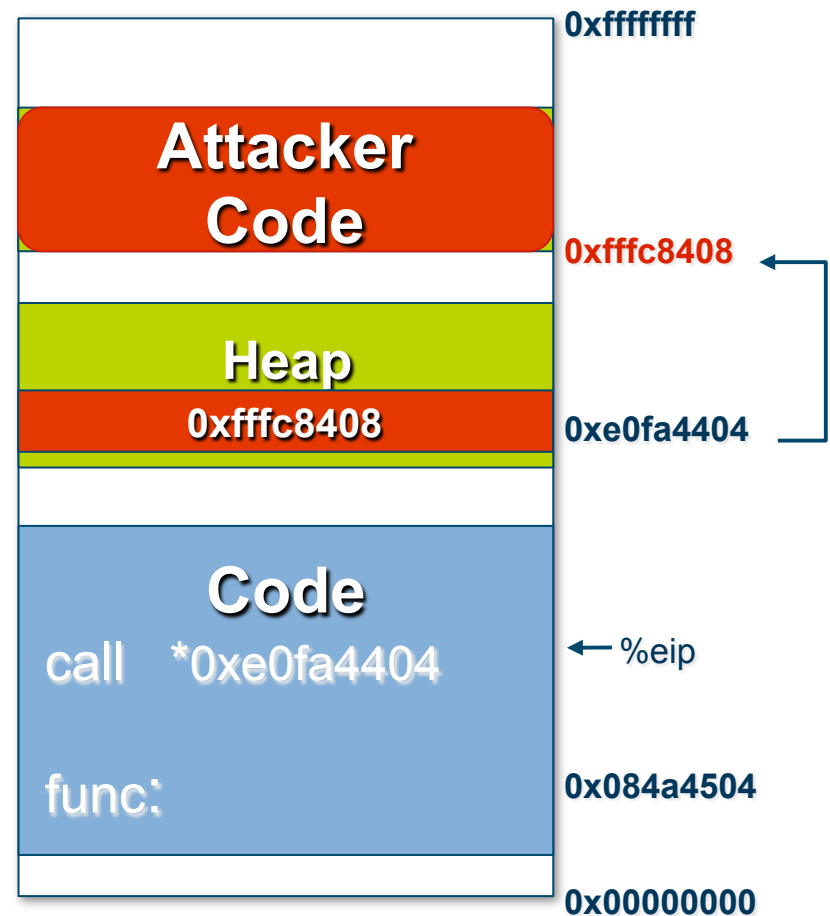 0xffffffff
Attacker
Code
0xfffc8408
Heap
0xfffc8408
0xe0fa4404
Code
call *0xe0fa4404
%eip
func:
0x084a4504
0x00000000